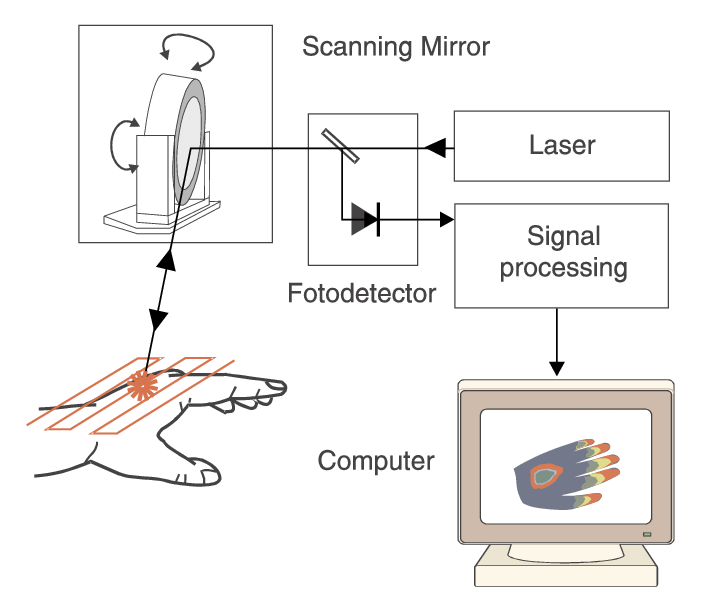 Scanning Mirror
Laser
Signal
processing
Fotodetector
Computer